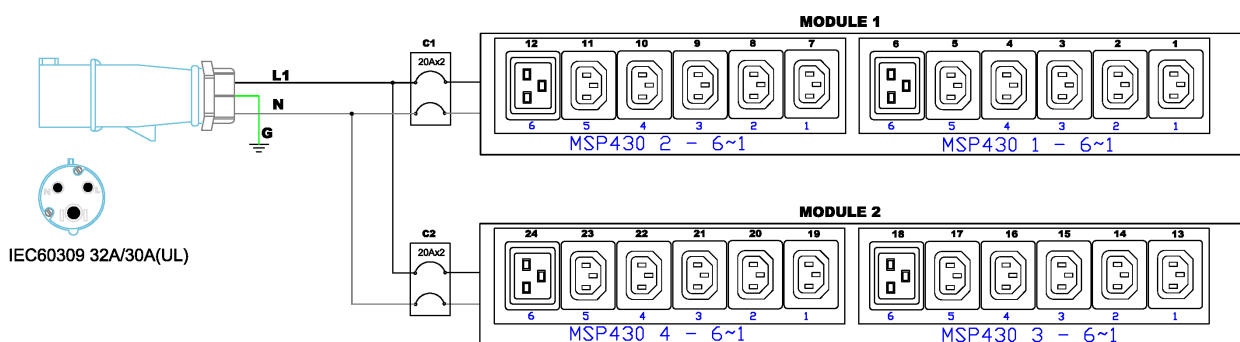 MODULE 1
C1
20Ax2
12 11 10 9 8 7 6 5 4 3 2 1
6 5 4 3 2 1 6 5 4 3 2 1
MSP430 2 - 6~1 MSP430 1 - 6~1
L1
N
G
N L
IEC60309 32A/30A(UL)
MODULE 2
C2
20Ax2
24 23 22 21 20 19 18 17 16 15 14 13
6 5 4 3 2 1 6 5 4 3 2 1
MSP430 4 - 6~1 MSP430 3 - 6~1